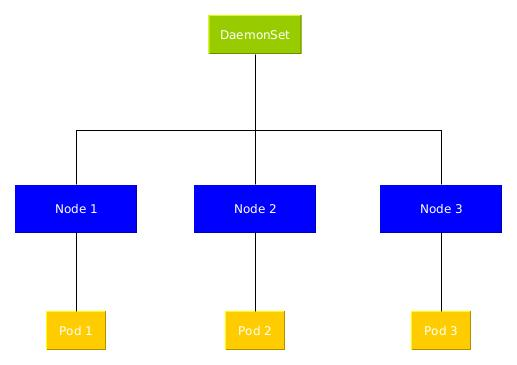 DaemonSet
Node 1
Node 2
Node 3
Pod 1
Pod 2
Pod 3